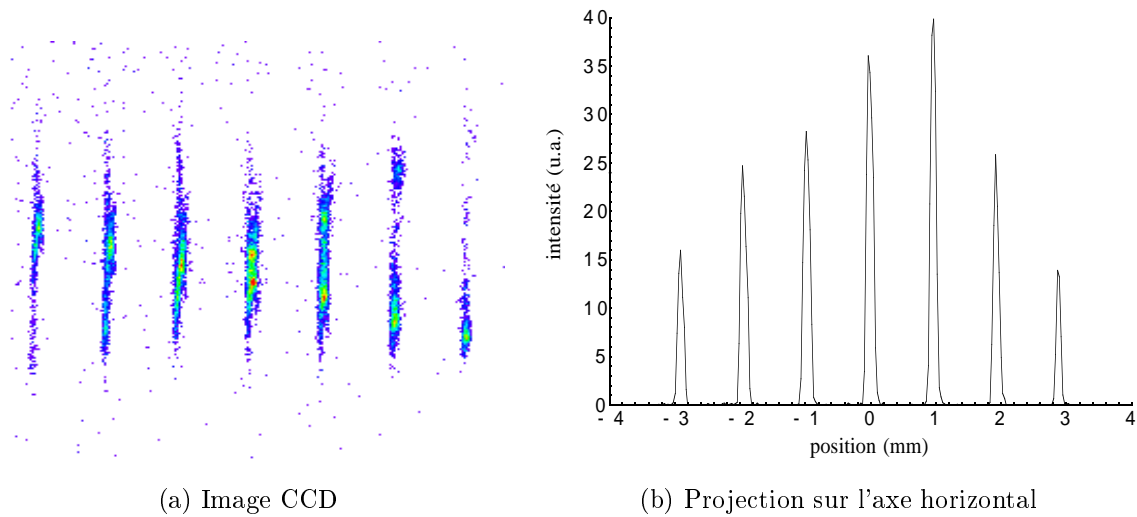 40
35
30
25
20
15
10
5
0
intensité (u.a.)
- 4 - 3 - 2 - 1 0 1 2 3 4
position (mm)
(a) Image CCD
(b) Projection sur l'axe horizontal